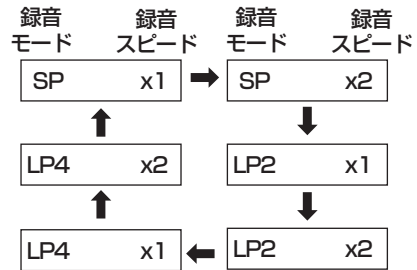 録音 録音 録音 録音
モード スピード モード スピード
SP x1 SP x2
LP4 x2 LP2 x1
LP4 x1 LP2 x2